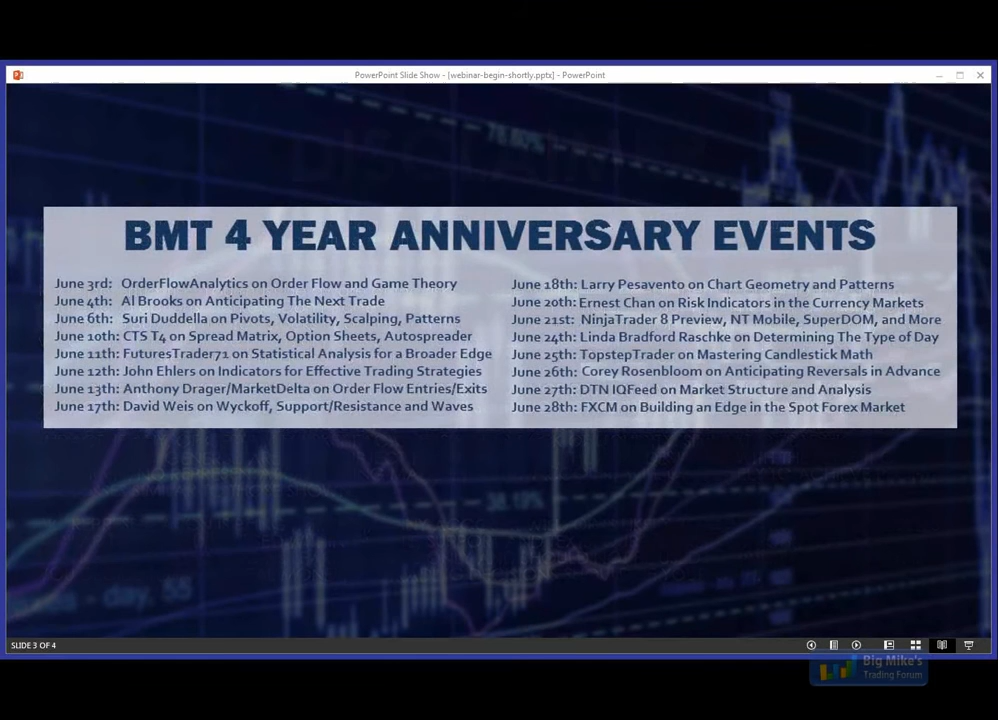 PowerPoint Slide Show - [webinar-begin-shortly.pptx] - PowerPoint
78.60%
BMT 4 YEAR ANNIVERSARY EVENTS
June 3rd: OrderFlowAnalytics on Order Flow and Game Theory
June 4th: Al Brooks on Anticipating The Next Trade
June 6th: Suri Duddella on Pivots, Volatility, Scalping, Patterns
June 10th: CTS T4 on Spread Matrix, Option Sheets, Autospreader
June 11th: FuturesTrader71 on Statistical Analysis for a Broader Edge
June 12th: John Ehlers on Indicators for Effective Trading Strategies
June 13th: Anthony Drager/MarketDelta on Order Flow Entries/Exits
June 17th: David Weis on Wyckoff, Support/Resistance and Waves
June 18th: Larry Pesavento on Chart Geometry and Patterns
June 20th: Ernest Chan on Risk Indicators in the Currency Markets
June 21st: NinjaTrader 8 Preview, NT Mobile, SuperDOM, and More
June 24th: Linda Bradford Raschke on Determining The Type of Day
June 25th: TopstepTrader on Mastering Candlestick Math
June 26th: Corey Rosenbloom on Anticipating Reversals in Advance
June 27th: DTN IQFeed on Market Structure and Analysis
June 28th: FXCM on Building an Edge in the Spot Forex Market
38.19%
day, 55
SLIDE 3 OF 4
Big Mike's
Trading Forum